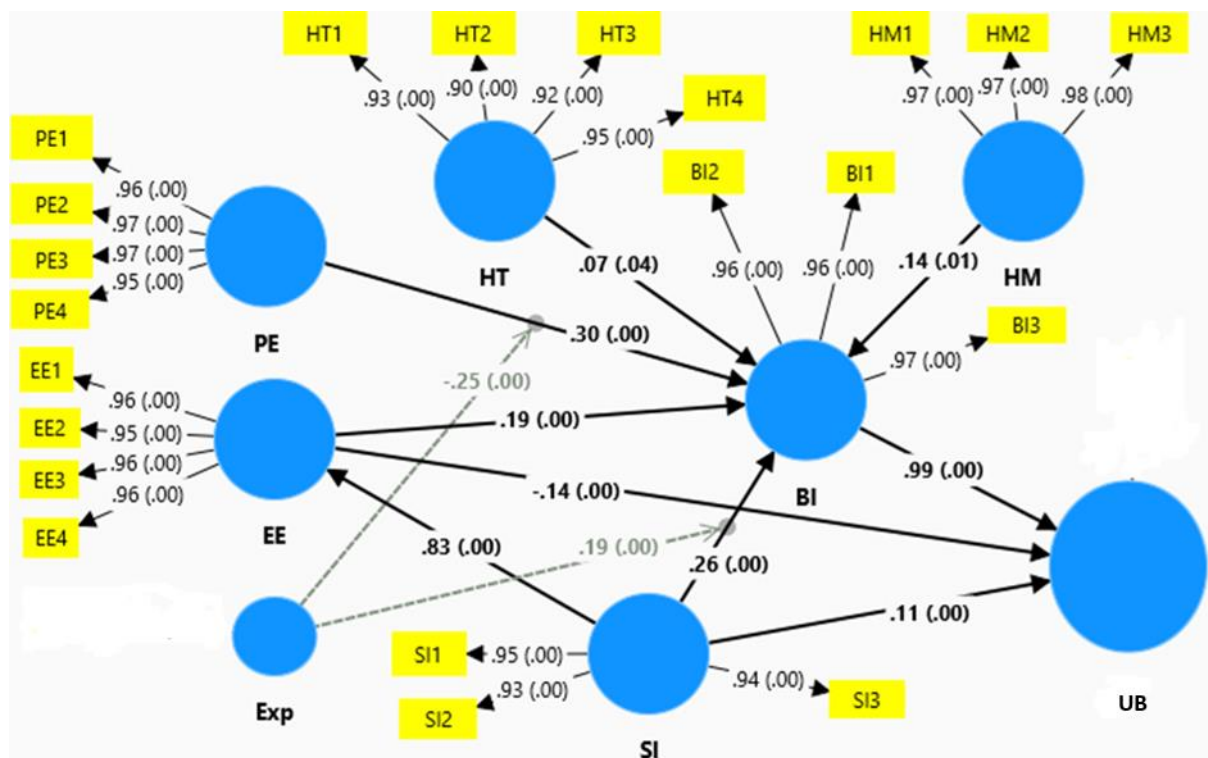 HT1
HT2
HT3
HM1
HM2
HM3
.93 (.00)
.90 (.00)
.92 (.00)
HT4
.95 (.00)
.97 (.00)
.97 (.00)
.98 (.00)
PE1
PE2
PE3
PE4
.96 (.00)
.97 (.00)
.97 (.00)
.95 (.00)
BI2
BI1
.96 (.00)
.96 (.00)
HT
.07 (.04)
.14 (.01)
HM
BI3
.97 (.00)
PE
.30 (.00)
-.25 (.00)
EE1
EE2
EE3
EE4
.96 (.00)
.95 (.00)
.96 (.00)
.96 (.00)
.19 (.00)
.99 (.00)
-.14 (.00)
BI
EE
.83 (.00)
.19 (.00)
.26 (.00)
.11 (.00)
SI1
.95 (.00)
SI2
.93 (.00)
.94 (.00)
SI3
Exp
SI
UB